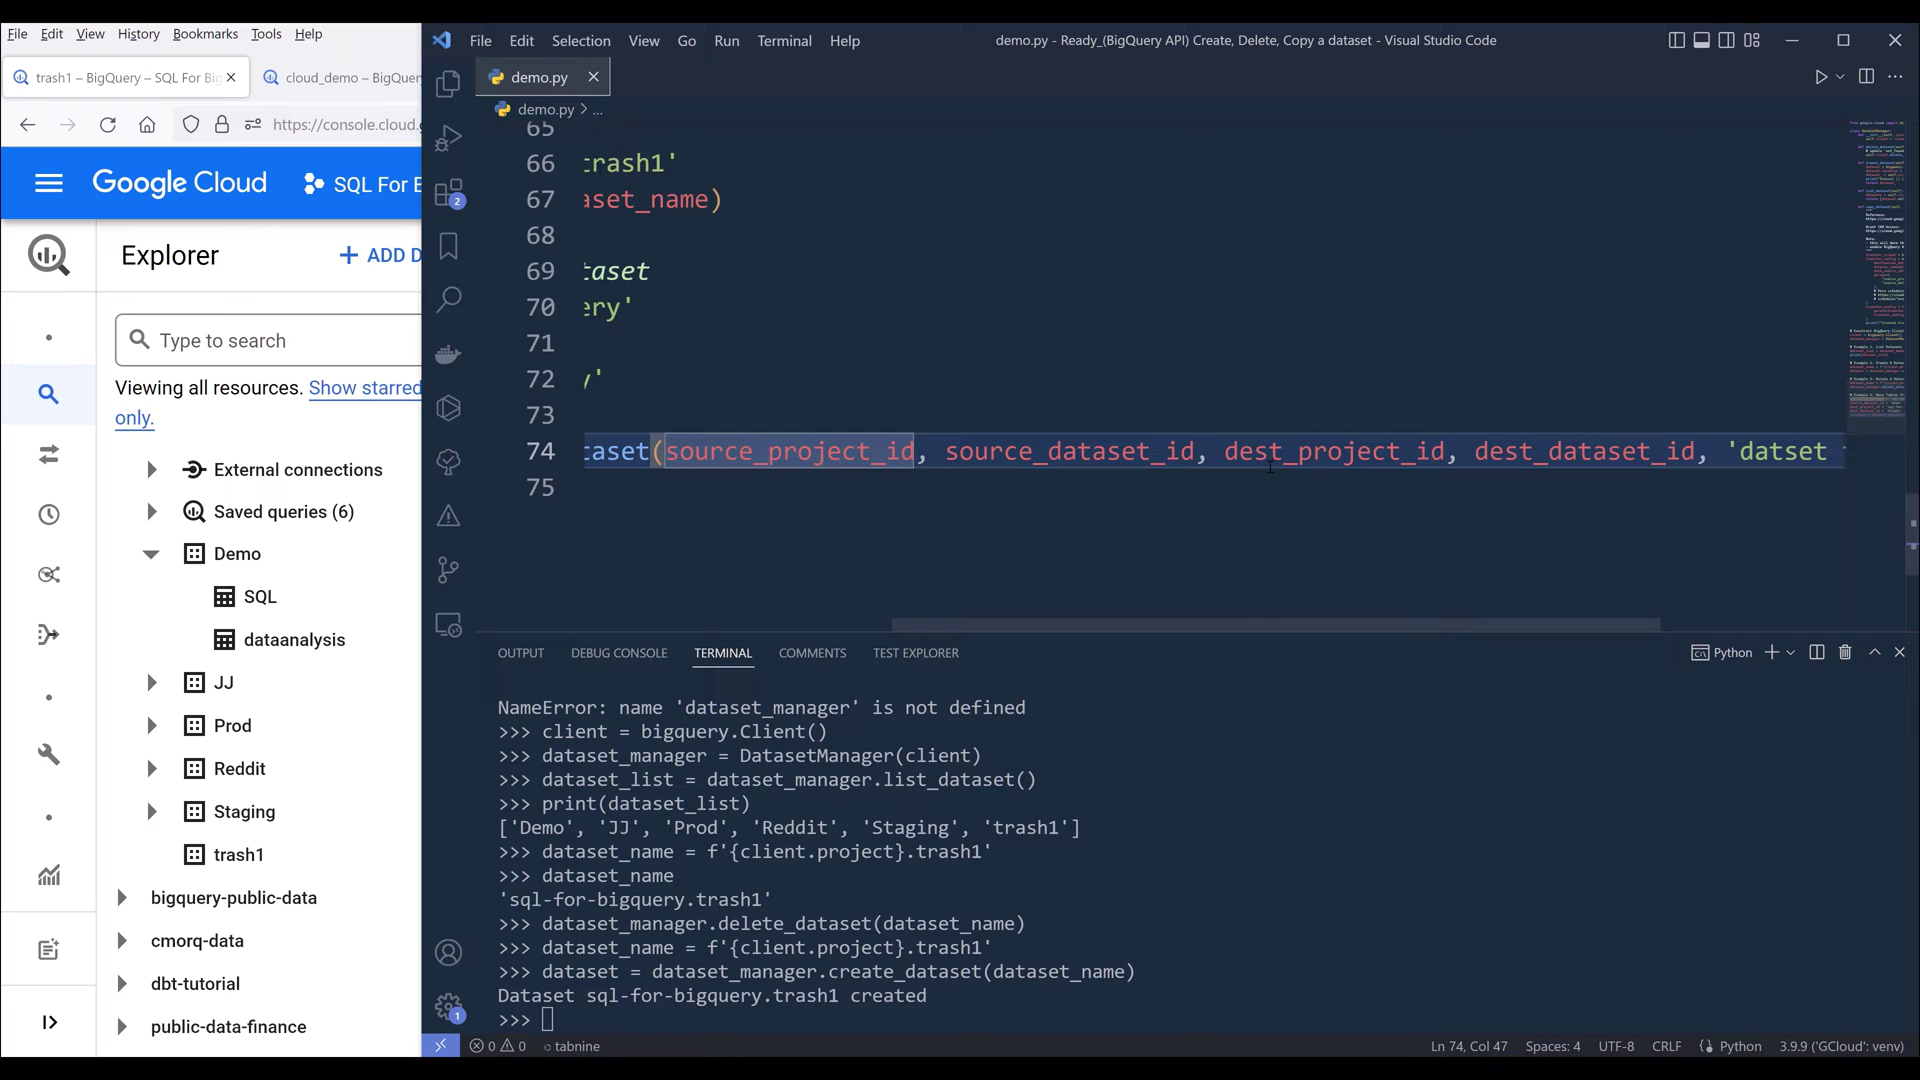 File Edit View History Bookmarks Tools Help
trash1 – BigQuery – SQL For Big
cloud_demo – BigQuery
https://console.cloud.g
Google Cloud
SQL For B
Explorer
+ ADD D
Type to search
Viewing all resources. Show starred
only.
External connections
Saved queries (6)
Demo
SQL
dataanalysis
JJ
Prod
Reddit
Staging
trash1
bigquery-public-data
cmorq-data
dbt-tutorial
public-data-finance
File Edit Selection View Go Run Terminal Help
demo.py - Ready_(BigQuery API) Create, Delete, Copy a dataset - Visual Studio Code
demo.py
demo.py > ...
65
66 trash1'
67 aset_name)
68
69 taset
70 ery'
71
72 y'
73
74 taset(source_project_id, source_dataset_id, dest_project_id, dest_dataset_id, 'datset
75
2
OUTPUT DEBUG CONSOLE TERMINAL COMMENTS TEST EXPLORER
Python
NameError: name 'dataset_manager' is not defined
>>> client = bigquery.Client()
>>> dataset_manager = DatasetManager(client)
>>> dataset_list = dataset_manager.list_dataset()
>>> print(dataset_list)
['Demo', 'JJ', 'Prod', 'Reddit', 'Staging', 'trash1']
>>> dataset_name = f'{client.project}.trash1'
>>> dataset_name
'sql-for-bigquery.trash1'
>>> dataset_manager.delete_dataset(dataset_name)
>>> dataset_name = f'{client.project}.trash1'
>>> dataset = dataset_manager.create_dataset(dataset_name)
Dataset sql-for-bigquery.trash1 created
>>>
1
0 0 tabnine
Ln 74, Col 47 Spaces: 4 UTF-8 CRLF Python 3.9.9 ('GCloud': venv)